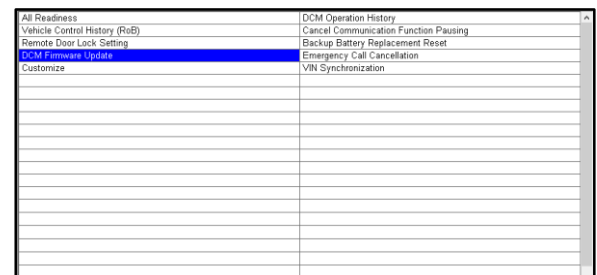 All Readiness
DCM Operation History
Vehicle Control History (RoB)
Cancel Communication Function Pausing
Remote Door Lock Setting
Backup Battery Replacement Reset
DCM Firmware Update
Emergency Call Cancellation
Customize
VIN Synchronization